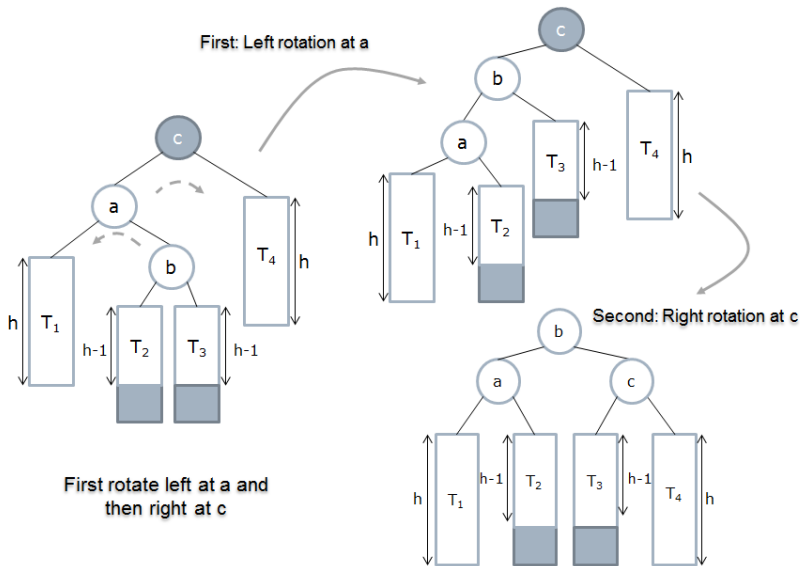 First: Left rotation at a
c
a
b
T1
T2
T3
T4
h
h-1
h-1
h
First rotate left at a and
then right at c
c
b
a
T1
T2
T3
T4
h
h-1
h-1
h
Second: Right rotation at c
b
a
c
T1
T2
T3
T4
h
h-1
h-1
h